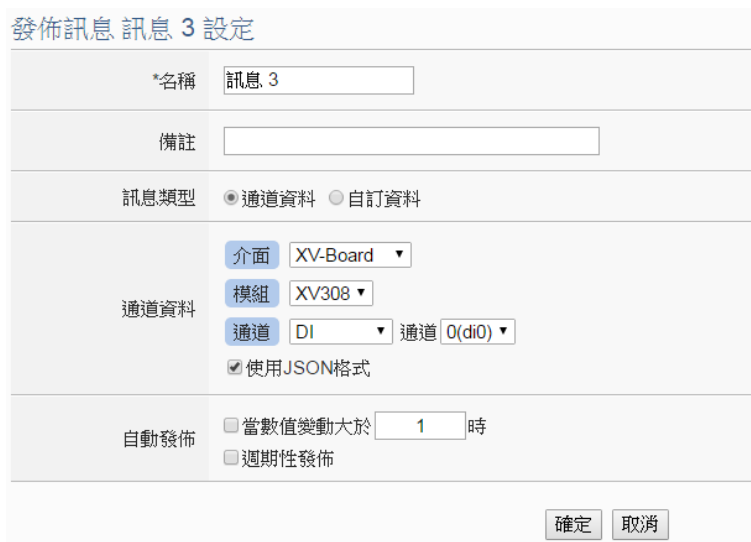 發佈訊息 訊息 3 設定
*名稱 訊息 3
備註
訊息類型 通道資料 自訂資料
通道資料
介面 XV-Board
模組 XV308
通道 DI 通道 0(di0)
使用JSON格式
自動發佈
當數值變動大於 1 時
週期性發佈
確定 取消